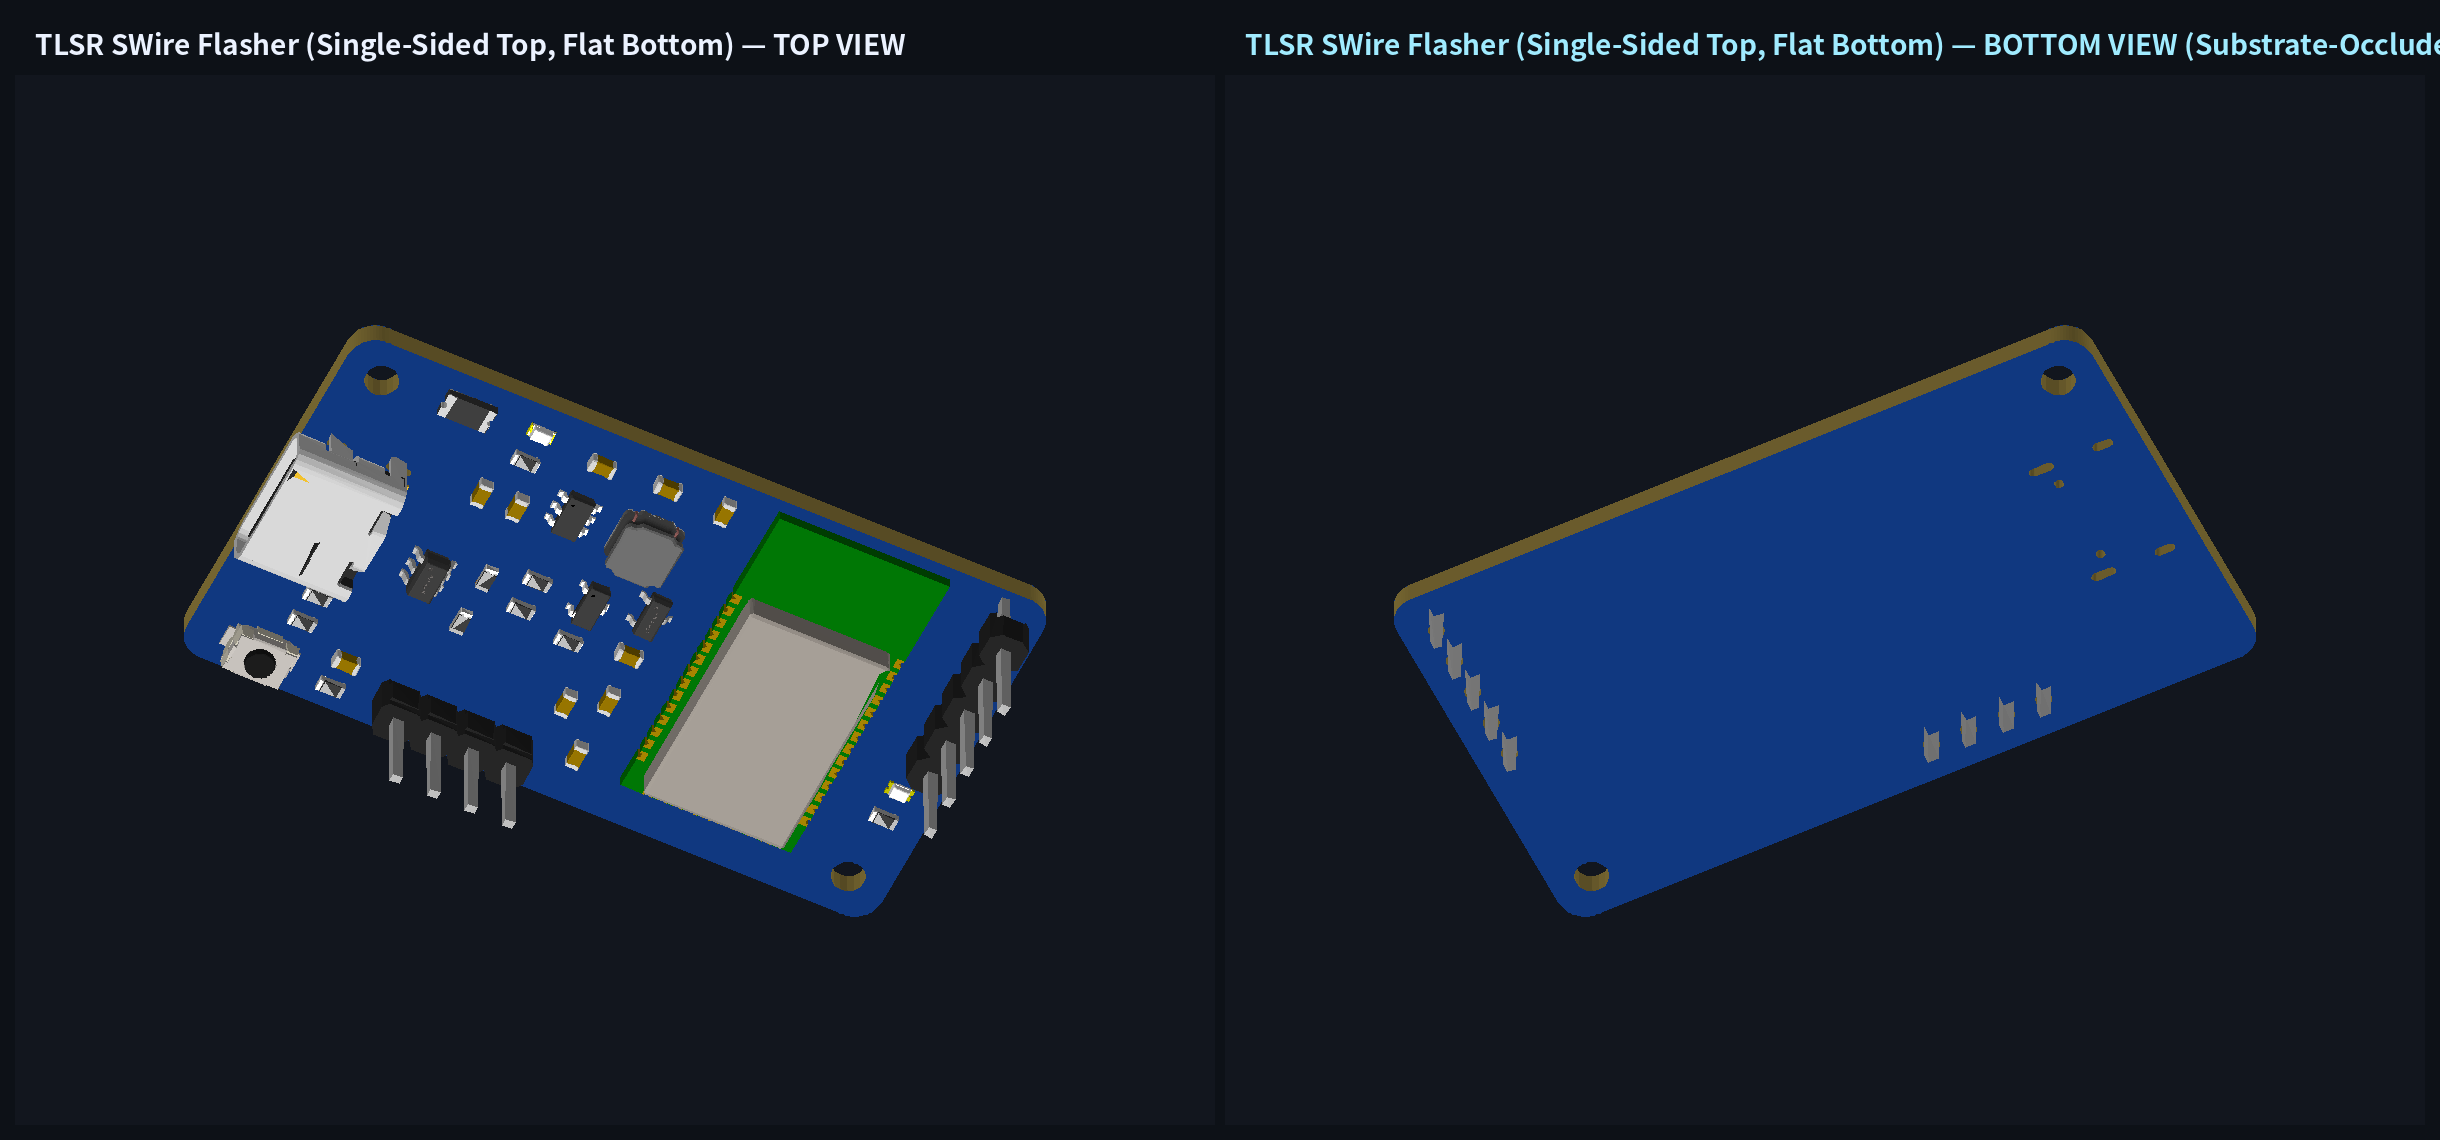 TLSR SWire Flasher (Single-Sided Top, Flat Bottom) — TOP VIEW
TLSR SWire Flasher (Single-Sided Top, Flat Bottom) — BOTTOM VIEW (Substrate-Occlude